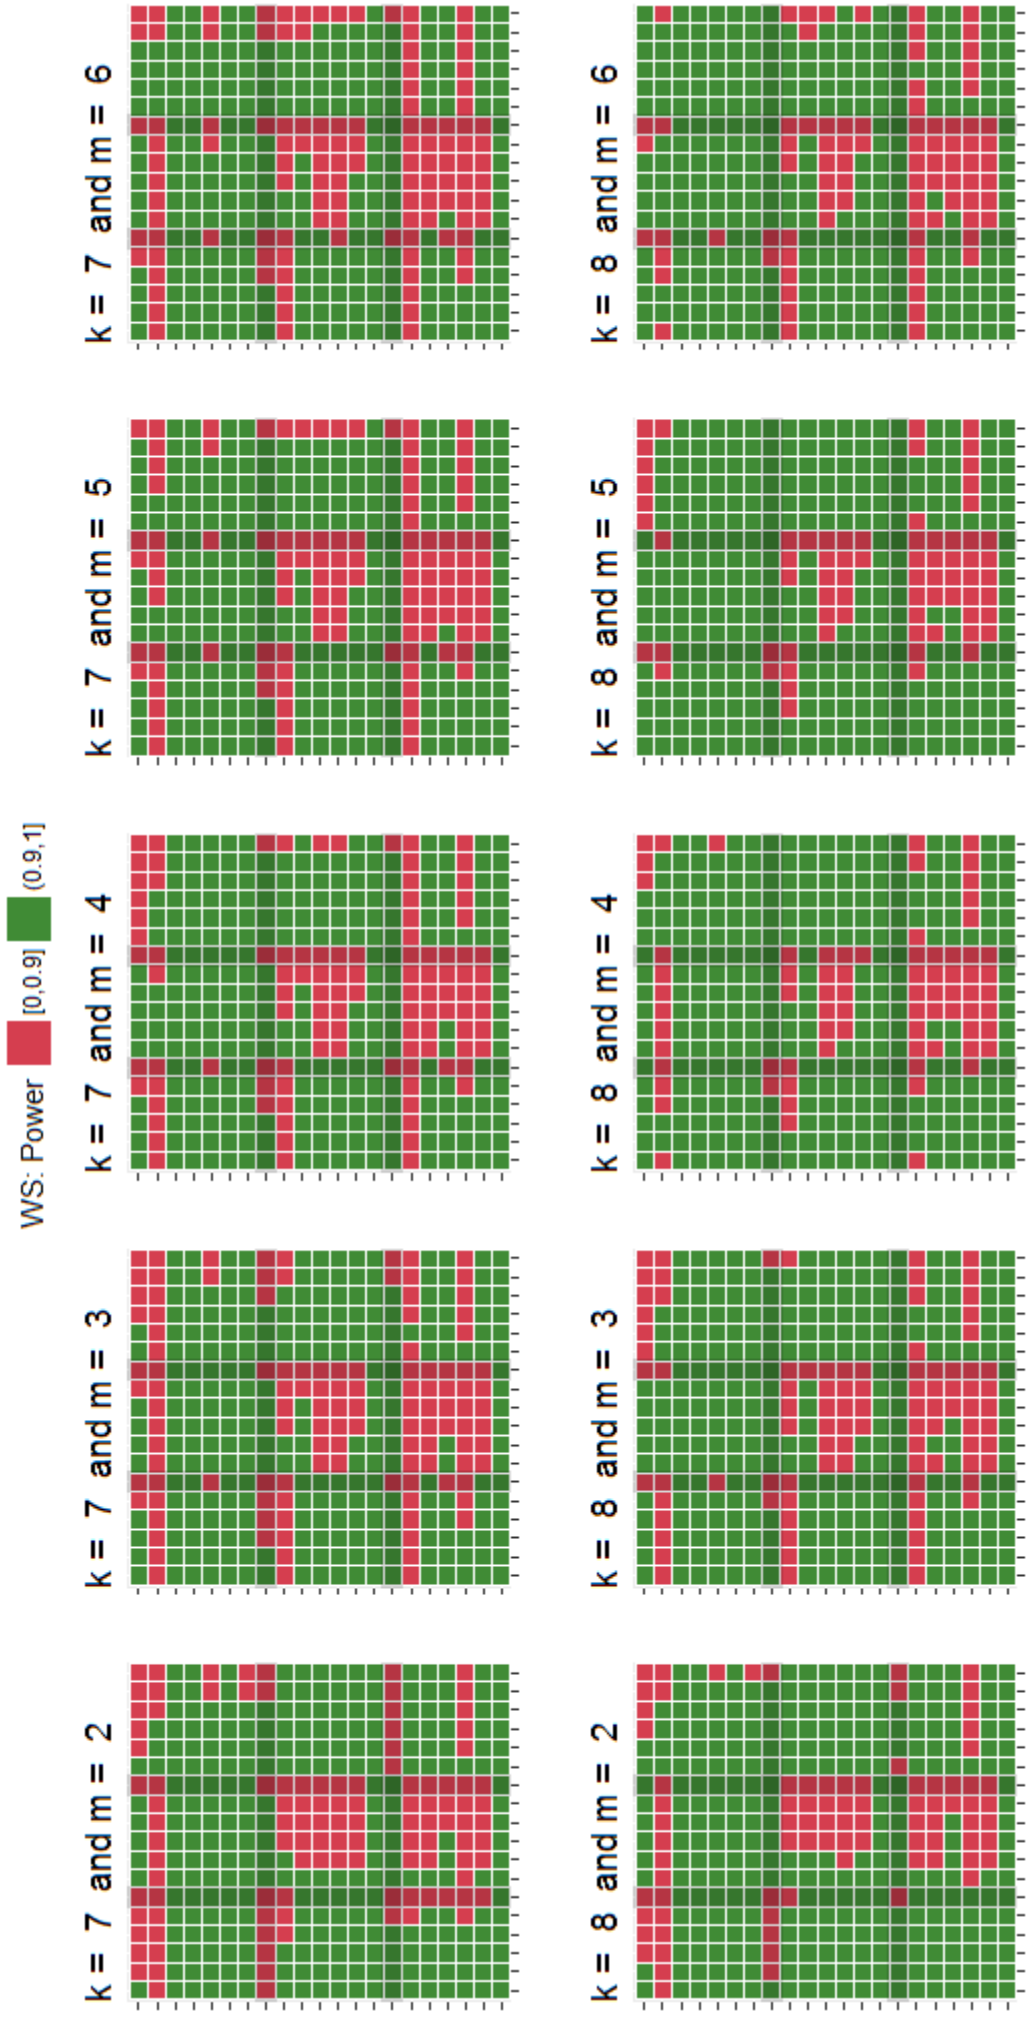 WS: Power [0,0.9] (0.9,1]
k = 7 and m = 2
k = 7 and m = 3
k = 7 and m = 4
k = 7 and m = 5
k = 7 and m = 6
k = 8 and m = 2
k = 8 and m = 3
k = 8 and m = 4
k = 8 and m = 5
k = 8 and m = 6